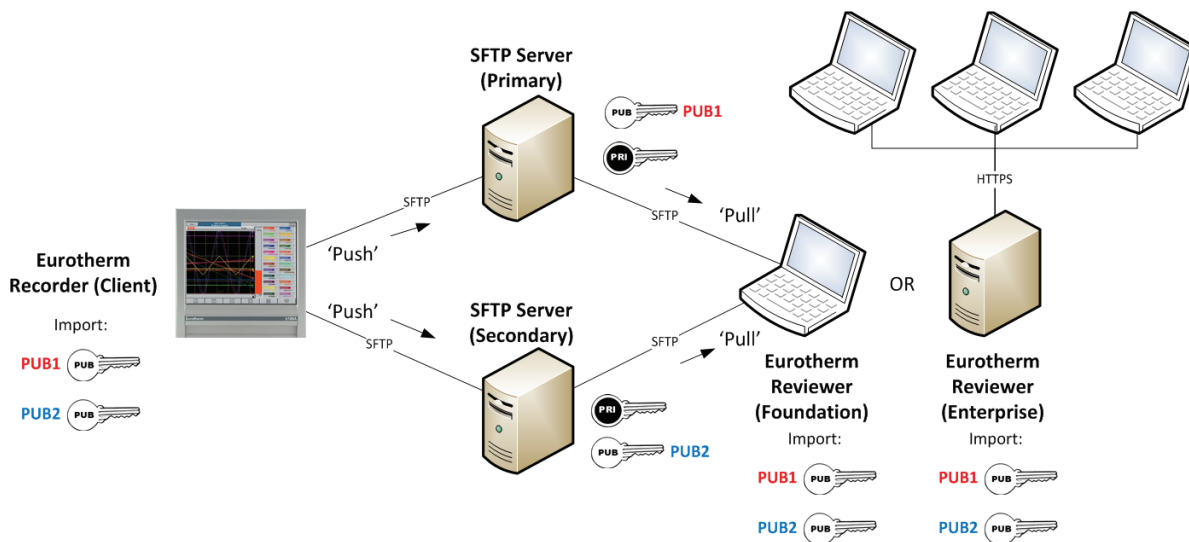 SFTP Server
(Primary)
PUB
PUB1
PRI
HTTPS
SFTP
'Push'
SFTP
'Pull'
Eurotherm
Recorder (Client)
Import:
PUB1
PUB
PUB2
PUB
'Push'
SFTP
SFTP Server
(Secondary)
SFTP
'Pull'
PRI
PUB
PUB2
OR
Eurotherm
Reviewer
(Foundation)
Import:
PUB1
PUB
PUB2
PUB
Eurotherm
Reviewer
(Enterprise)
Import:
PUB1
PUB
PUB2
PUB